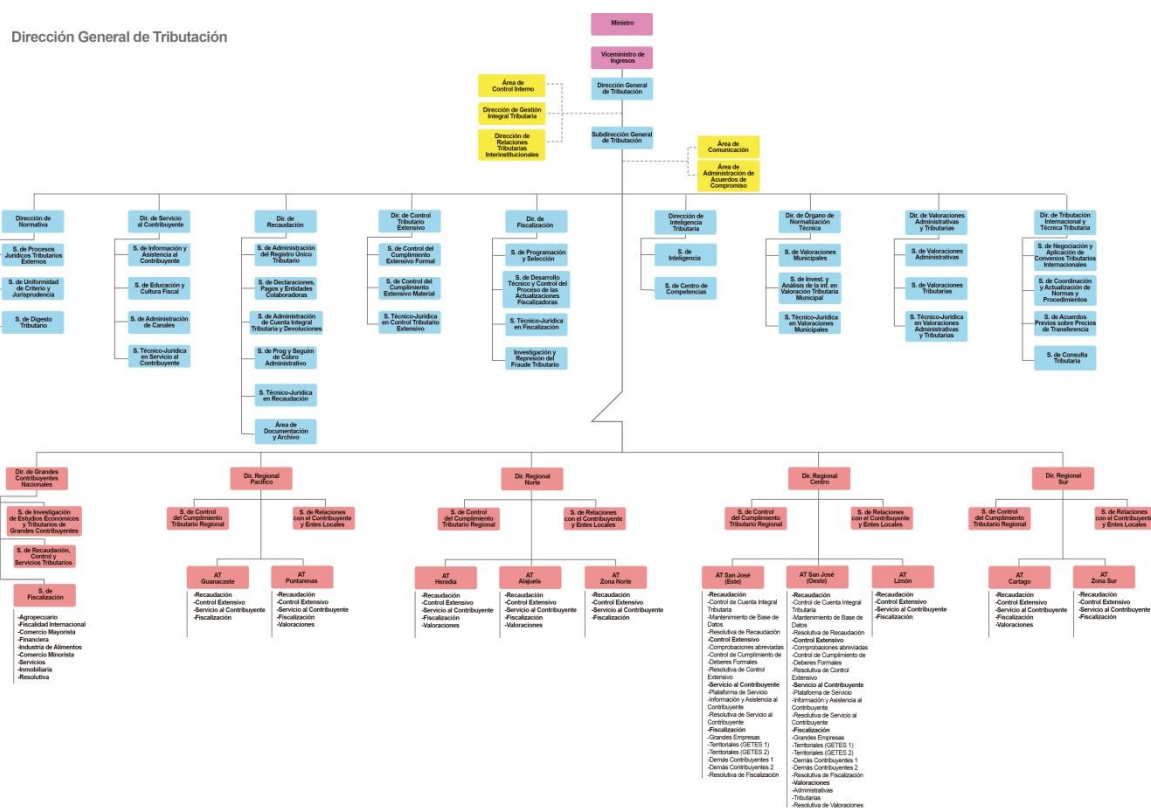 Dirección General de Tributación
Ministro
Viceministro de
Ingresos
Dirección General
de Tributación
Área de
Control Interno
Dirección de Gestión
Integral Tributaria
Dirección de
Relaciones
Tributarias
Interinstitucionales
Subdirección General
de Tributación
Área de
Comunicación
Área de
Administración de
Acuerdos de
Compromiso
Dirección de
Normativa
S. de Procesos
Jurídicos Tributarios
Externos
S. de Uniformidad
de Criterio y
Jurisprudencia
S. de Digesto
Tributario
Dir. de Servicio
al Contribuyente
S. de Información y
Asistencia al
Contribuyente
S. de Educación y
Cultura Fiscal
S. de Administración
de Canales
S. Técnico-Jurídica
en Servicio al
Contribuyente
Dir. de
Recaudación
S. de Administración
del Registro Único
Tributario
S. de Declaraciones,
Pagos y Entidades
Colaboradoras
S. de Administración
de Cuenta Integral
Tributaria y Devoluciones
S. de Prog y Seguim
de Cobro
Administrativo
S. Técnico-Jurídica
en Recaudación
Área de
Documentación
y Archivo
Dir. de Control
Tributario
Extensivo
S. de Control del
Cumplimiento
Extensivo Formal
S. de Control del
Cumplimiento
Extensivo Material
S. Técnico-Jurídica
en Control Tributario
Extensivo
Dir. de
Fiscalización
S. de Programación
y Selección
S. de Desarrollo
Técnico y Control del
Proceso de las
Actualizaciones
Fiscalizadoras
S. Técnico-Jurídica
en Fiscalización
Investigación y
Represión del
Fraude Tributario
Dirección de
Inteligencia
Tributaria
S. de
Inteligencia
S. de Centro de
Competencias
Dir. de Órgano de
Normalización
Técnica
S. de Valoraciones
Municipales
S. de Invest. y
Análisis de la inf. en
Valoración Tributaria
Municipal
S. Técnico-Jurídica
en Valoraciones
Municipales
Dir. de Valoraciones
Administrativas
y Tributarias
S. de Valoraciones
Administrativas
S. de Valoraciones
Tributarias
S. Técnico-Jurídica
en Valoraciones
Administrativas
y Tributarias
Dir. de Tributación
Internacional y
Técnica Tributaria
S. de Negociación y
Aplicación de
Convenios Tributarios
Internacionales
S. de Coordinación
y Actualización de
Normas y
Procedimientos
S. de Acuerdos
Previos sobre Precios
de Transferencia
S. de Consulta
Tributaria
Dir. de Grandes
Contribuyentes
Nacionales
S. de Investigación
de Estudios Económicos
y Tributarios de
Grandes Contribuyentes
S. de Recaudación,
Control y
Servicios Tributarios
S. de
Fiscalización
-Agropecuario
-Fiscalidad Internacional
-Comercio Mayorista
-Financiera
-Industria de Alimentos
-Comercio Minorista
-Servicios
-Inmobiliaria
-Resolutiva
Dir. Regional
Pacífico
S. de Control
del Cumplimiento
Tributario Regional
S. de Relaciones
con el Contribuyente
y Entes Locales
AT
Guanacaste
-Recaudación
-Control Extensivo
-Servicio al Contribuyente
-Fiscalización
AT
Puntarenas
-Recaudación
-Control Extensivo
-Servicio al Contribuyente
-Fiscalización
-Valoraciones
Dir. Regional
Norte
S. de Control
del Cumplimiento
Tributario Regional
S. de Relaciones
con el Contribuyente
y Entes Locales
AT
Heredia
-Recaudación
-Control Extensivo
-Servicio al Contribuyente
-Fiscalización
-Valoraciones
AT
Alajuela
-Recaudación
-Control Extensivo
-Servicio al Contribuyente
-Fiscalización
-Valoraciones
AT
Zona Norte
-Recaudación
-Control Extensivo
-Servicio al Contribuyente
-Fiscalización
Dir. Regional
Centro
S. de Control
del Cumplimiento
Tributario Regional
S. de Relaciones
con el Contribuyente
y Entes Locales
AT San José
(Este)
-Recaudación
-Control de Cuenta Integral
Tributaria
-Mantenimiento de Base de
Datos
-Resolutiva de Recaudación
-Control Extensivo
-Comprobaciones abreviadas
-Control de Cumplimiento de
Deberes Formales
-Resolutiva de Control
Extensivo
-Servicio al Contribuyente
-Plataforma de Servicio
-Información y Asistencia al
Contribuyente
-Resolutiva de Servicio al
Contribuyente
-Fiscalización
-Grandes Empresas
-Territoriales (GETES 1)
-Territoriales (GETES 2)
-Demás Contribuyentes 1
-Demás Contribuyentes 2
-Resolutiva de Fiscalización
AT San José
(Oeste)
-Recaudación
-Control de Cuenta Integral
Tributaria
-Mantenimiento de Base de
Datos
-Resolutiva de Recaudación
-Control Extensivo
-Comprobaciones abreviadas
-Control de Cumplimiento de
Deberes Formales
-Resolutiva de Control
Extensivo
-Servicio al Contribuyente
-Plataforma de Servicio
-Información y Asistencia al
Contribuyente
-Resolutiva de Servicio al
Contribuyente
-Fiscalización
-Grandes Empresas
-Territoriales (GETES 1)
-Territoriales (GETES 2)
-Demás Contribuyentes 1
-Demás Contribuyentes 2
-Resolutiva de Fiscalización
-Valoraciones
-Administrativas
-Tributarias
-Resolutiva de Valoraciones
AT
Limón
-Recaudación
-Control Extensivo
-Servicio al Contribuyente
-Fiscalización
Dir. Regional
Sur
S. de Control
del Cumplimiento
Tributario Regional
S. de Relaciones
con el Contribuyente
y Entes Locales
AT
Cartago
-Recaudación
-Control Extensivo
-Servicio al Contribuyente
-Fiscalización
-Valoraciones
AT
Zona Sur
-Recaudación
-Control Extensivo
-Servicio al Contribuyente
-Fiscalización